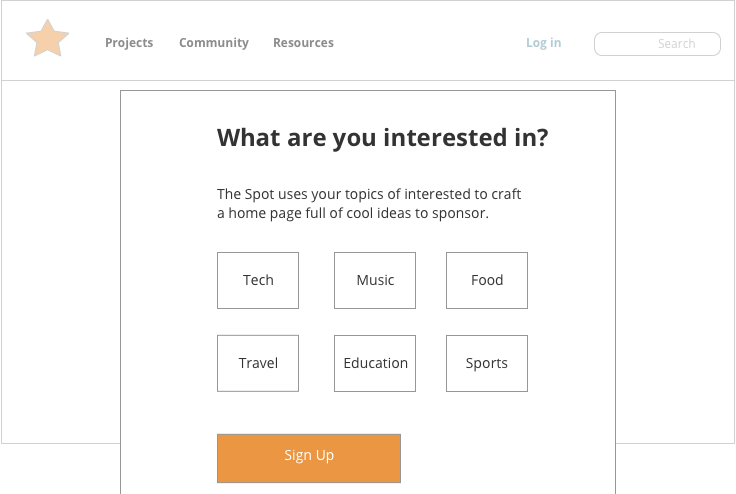 Projects Community Resources Log in Search
What are you interested in?
The Spot uses your topics of interested to craft
a home page full of cool ideas to sponsor.
Tech Music Food
Travel Education Sports
Sign Up